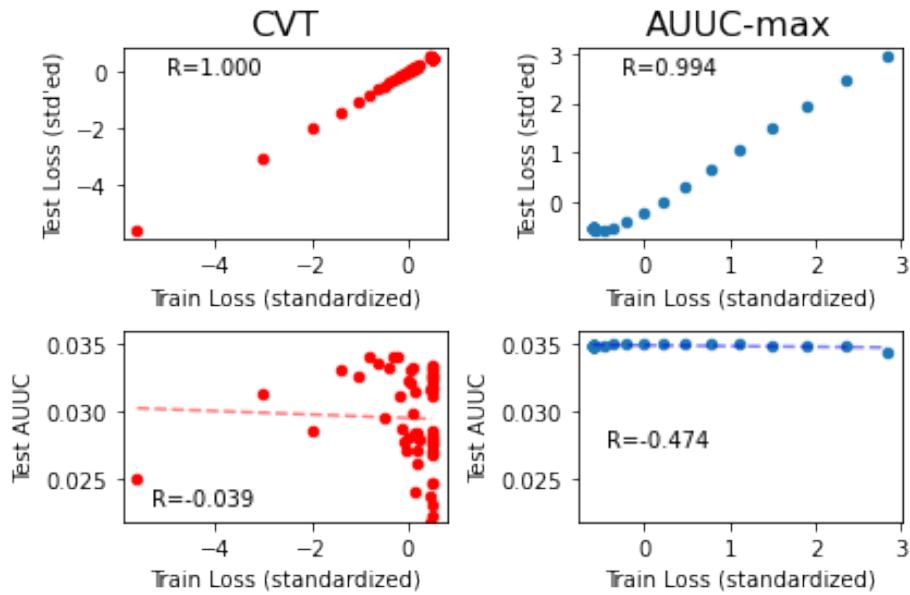 CVT
AUUC-max
Test Loss (std'ed)
0
−2
−4
R=1.000
−4
−2
0
Train Loss (standardized)
Test Loss (std'ed)
3
2
1
0
R=0.994
0
1
2
3
Train Loss (standardized)
Test AUUC
0.035
0.030
0.025
R=-0.039
−4
−2
0
Train Loss (standardized)
Test AUUC
0.035
0.030
0.025
R=-0.474
0
1
2
3
Train Loss (standardized)